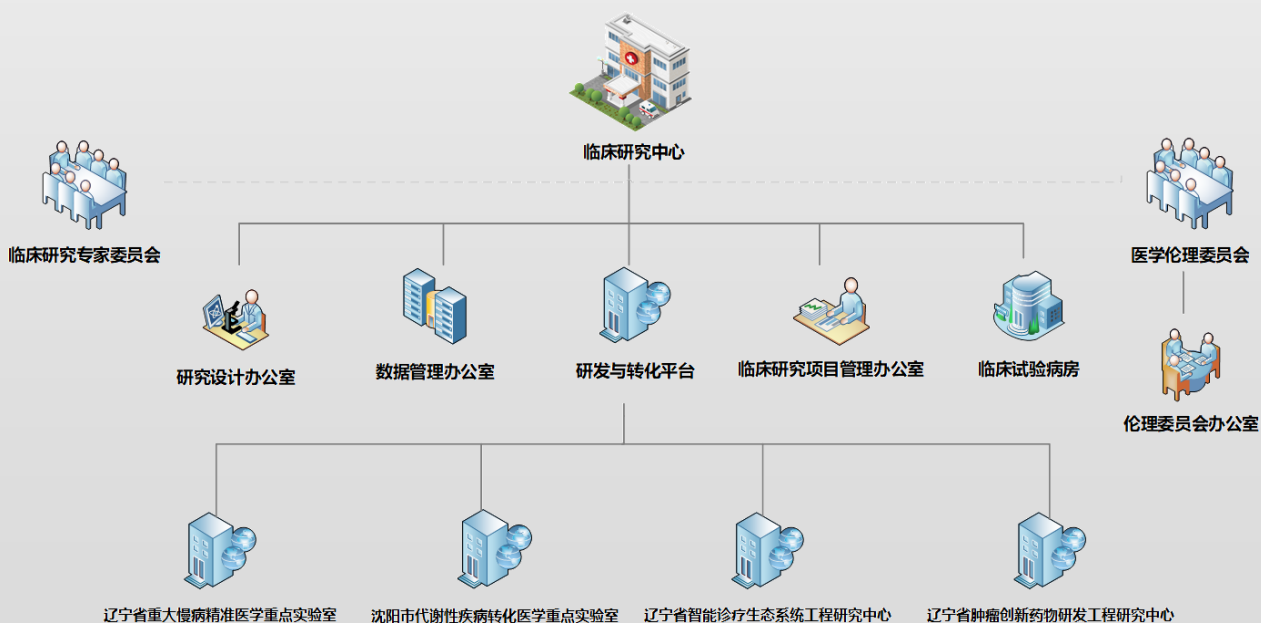 临床研究中心
临床研究专家委员会
医学伦理委员会
研究设计办公室
数据管理办公室
研发与转化平台
临床研究项目管理办公室
临床试验病房
伦理委员会办公室
辽宁省重大慢病精准医学重点实验室
沈阳市代谢性疾病转化医学重点实验室
辽宁省智能诊疗生态系统工程研究中心
辽宁省肿瘤创新药物研发工程研究中心